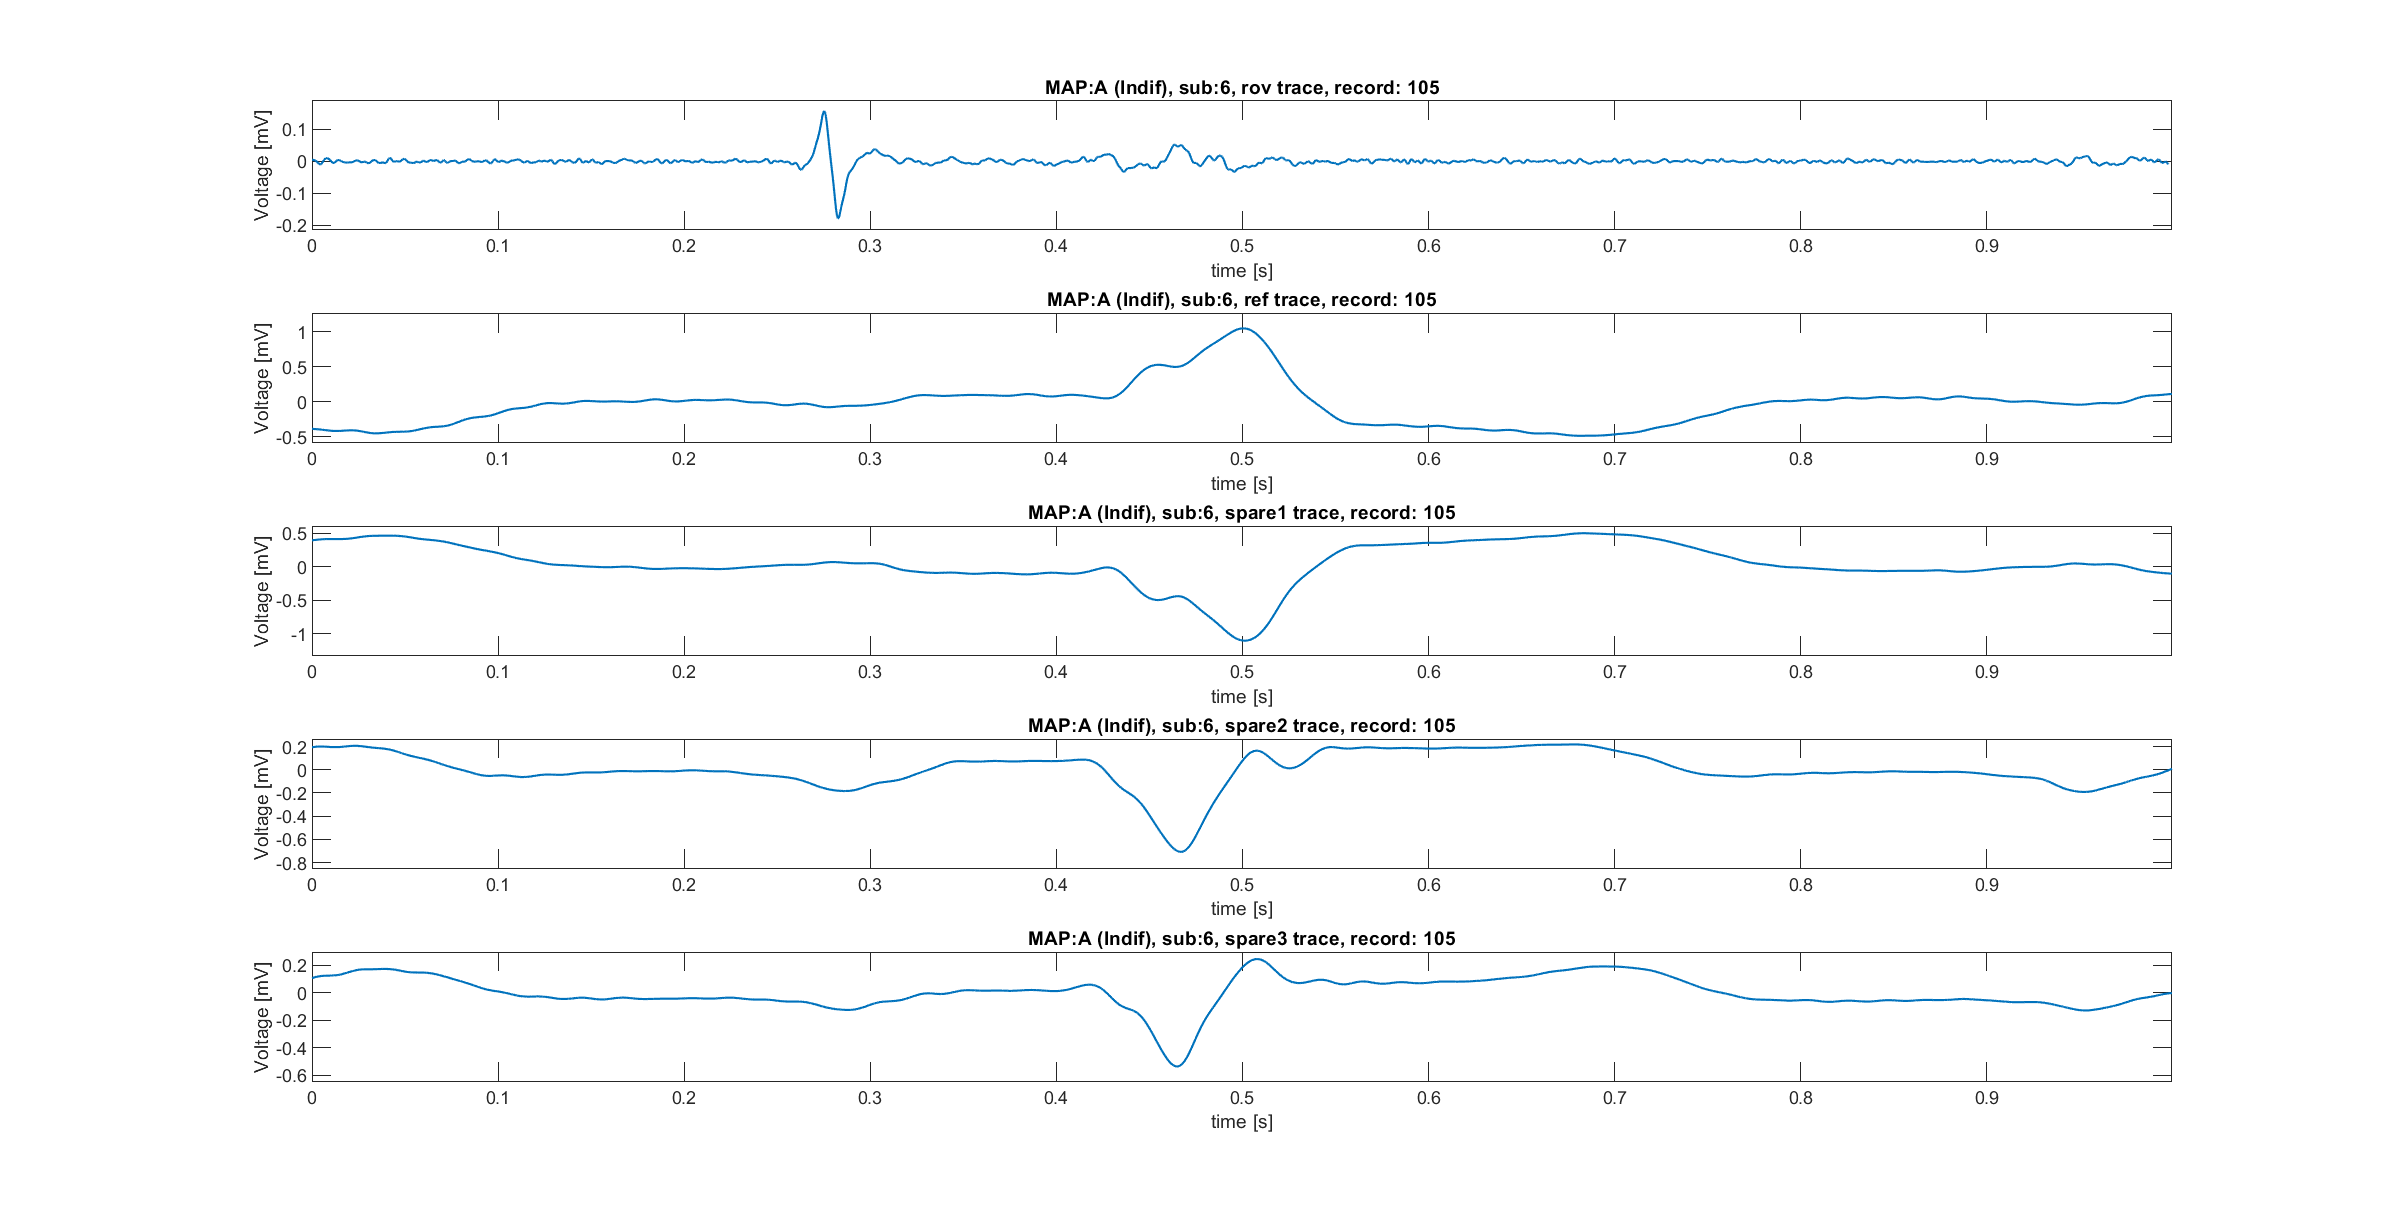 MAP:A (Indif), sub:6, rov trace, record: 105
Voltage [mV]
0.1
0
-0.1
-0.2
0 0.1 0.2 0.3 0.4 0.5 0.6 0.7 0.8 0.9
time [s]
MAP:A (Indif), sub:6, ref trace, record: 105
Voltage [mV]
1
0.5
0
-0.5
0 0.1 0.2 0.3 0.4 0.5 0.6 0.7 0.8 0.9
time [s]
MAP:A (Indif), sub:6, spare1 trace, record: 105
Voltage [mV]
0.5
0
-0.5
-1
0 0.1 0.2 0.3 0.4 0.5 0.6 0.7 0.8 0.9
time [s]
MAP:A (Indif), sub:6, spare2 trace, record: 105
Voltage [mV]
0.2
0
-0.2
-0.4
-0.6
-0.8
0 0.1 0.2 0.3 0.4 0.5 0.6 0.7 0.8 0.9
time [s]
MAP:A (Indif), sub:6, spare3 trace, record: 105
Voltage [mV]
0.2
0
-0.2
-0.4
-0.6
0 0.1 0.2 0.3 0.4 0.5 0.6 0.7 0.8 0.9
time [s]